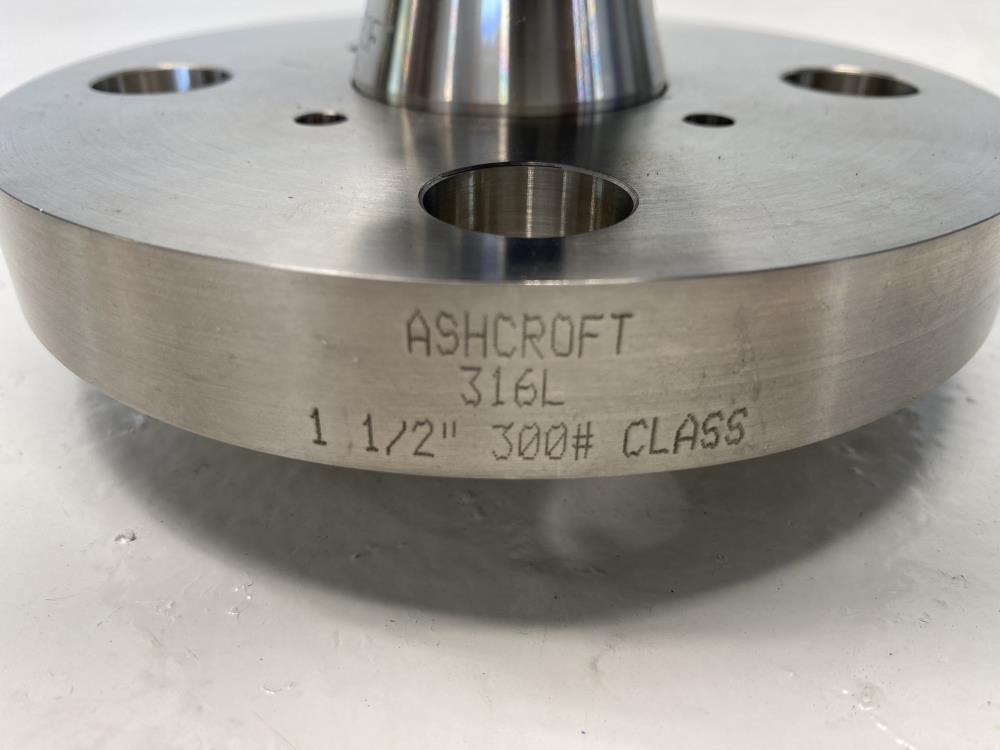 ASHCROFT
316L
1 1/2" 300# CLASS